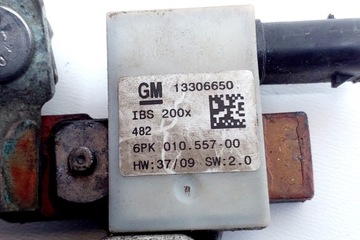 GM 13306650
IBS 200x
482
6PK 010.557-00
HW:37/09 SW:2.0